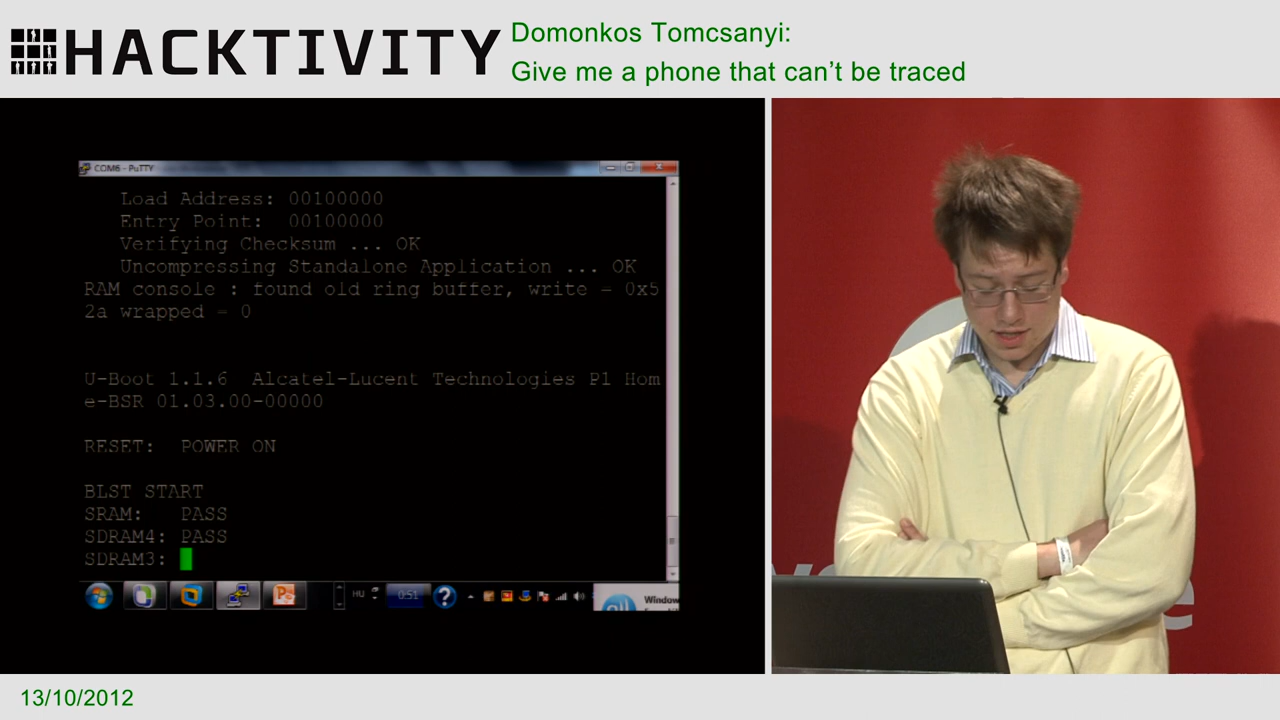 HACKTIVITY
Domonkos Tomcsanyi:
Give me a phone that can't be traced
COM6 - PuTTY
Load Address: 00100000
Entry Point:  00100000
Verifying Checksum ... OK
Uncompressing Standalone Application ... OK
RAM console : found old ring buffer, write = 0x5
2a wrapped = 0
U-Boot 1.1.6  Alcatel-Lucent Technologies P1 Hom
e-BSR 01.03.00-00000
RESET:  POWER ON
BLST START
SRAM:   PASS
SDRAM4: PASS
SDRAM3:
HU
0:51
Window
13/10/2012